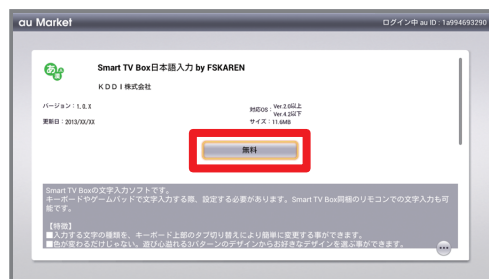 au Market
ログイン中 au ID : 1a994693290
あA
Smart TV Box日本語入力 by FSKAREN
KDDI株式会社
バージョン：1.0.X
対応OS：Ver.2.0以上
Ver.4.2以下
更新日：2013/XX/XX
サイズ：11.6MB
無料
Smart TV Boxの文字入力ソフトです。
キーボードやゲームパッドで文字入力する際、設定する必要があります。Smart TV Box同梱のリモコンでの文字入力も可
能です。
【特徴】
■入力する文字の種類を、キーボード上部のタブ切り替えにより簡単に変更する事ができます。
■色が変わるだけじゃない。遊び心溢れる3パターンのデザインからお好きなデザインを選ぶ事ができます。